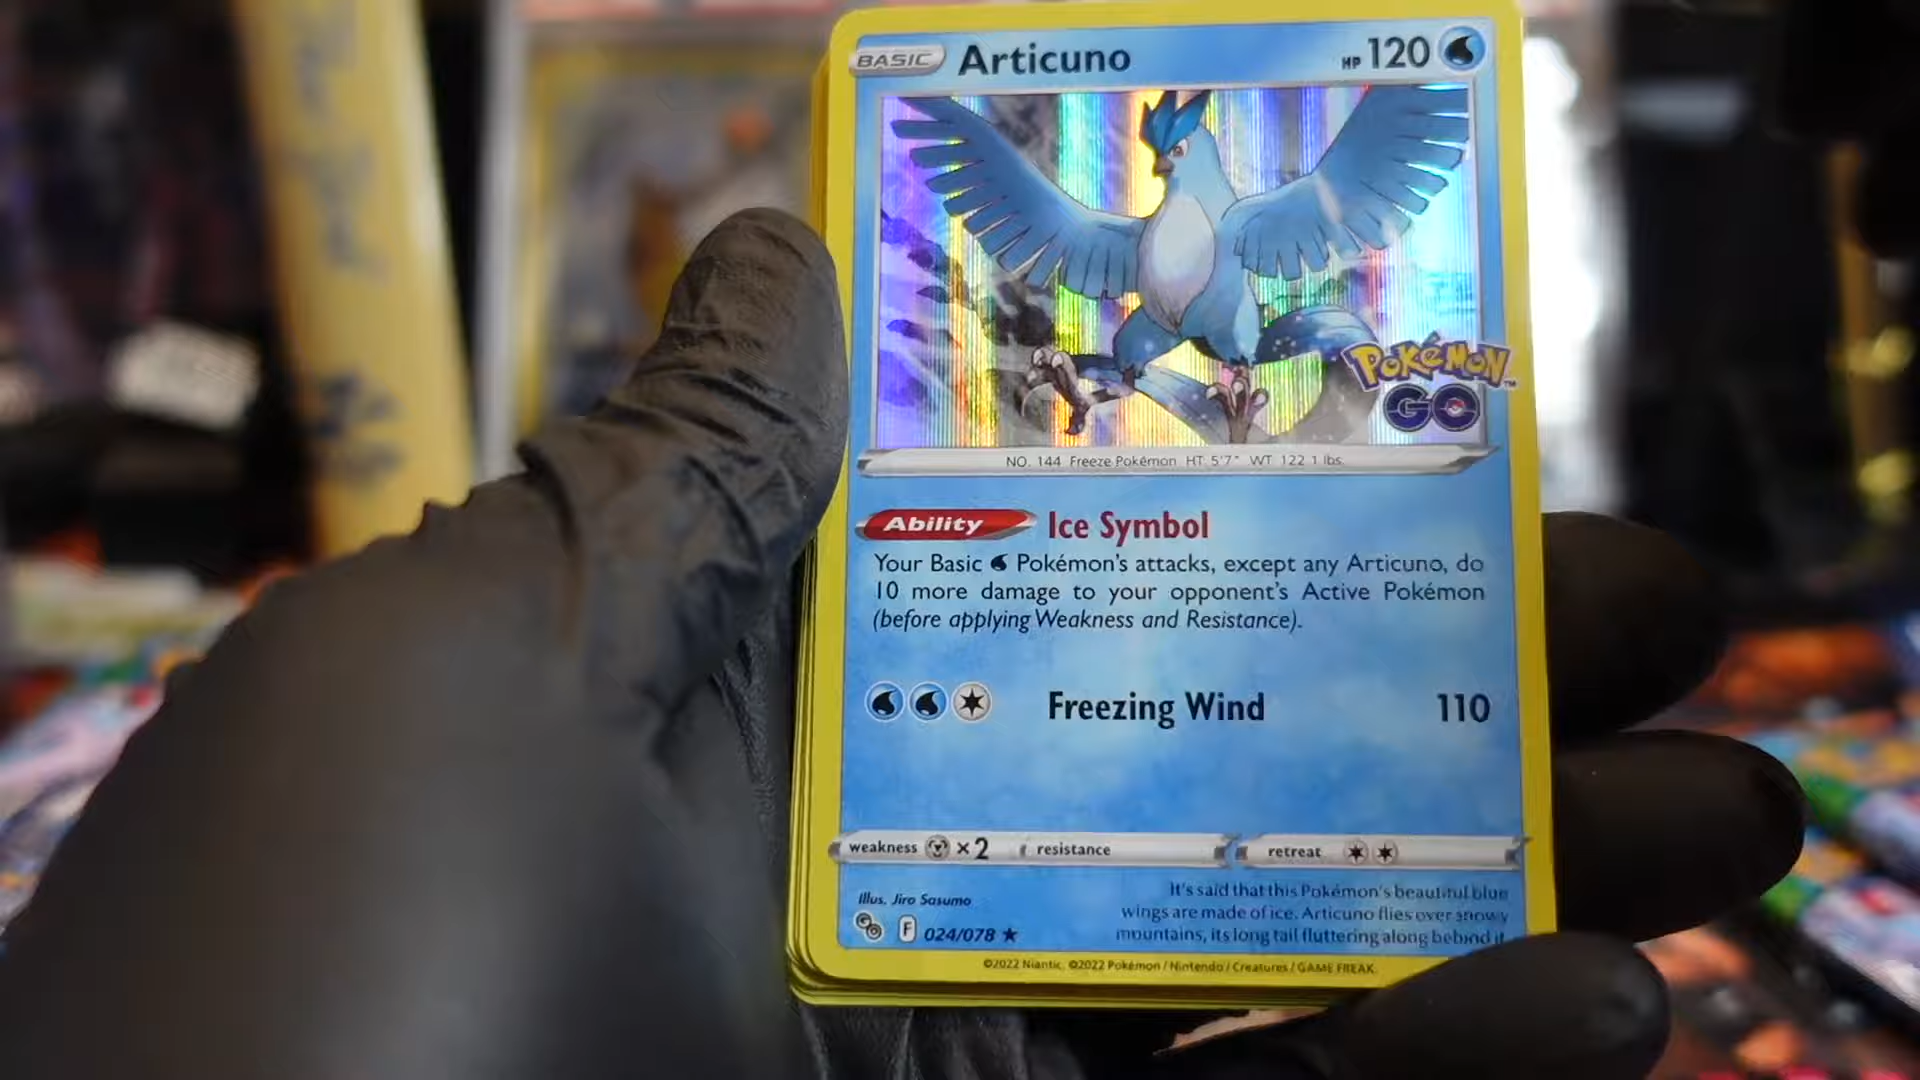 BASIC Articuno HP 120
POKéMON™
GO
NO. 144 Freeze Pokémon HT: 5'7" WT: 122.1 lbs.
Ability Ice Symbol
Your Basic Pokémon's attacks, except any Articuno, do
10 more damage to your opponent's Active Pokémon
(before applying Weakness and Resistance).
Freezing Wind 110
weakness ×2 resistance retreat
Illus. Jiro Sasumo
It's said that this Pokémon's beautiful blue
wings are made of ice. Articuno flies over snowy
mountains, its long tail fluttering along behind it.
GO F 024/078 ★
©2022 Niantic. ©2022 Pokémon / Nintendo / Creatures / GAME FREAK.